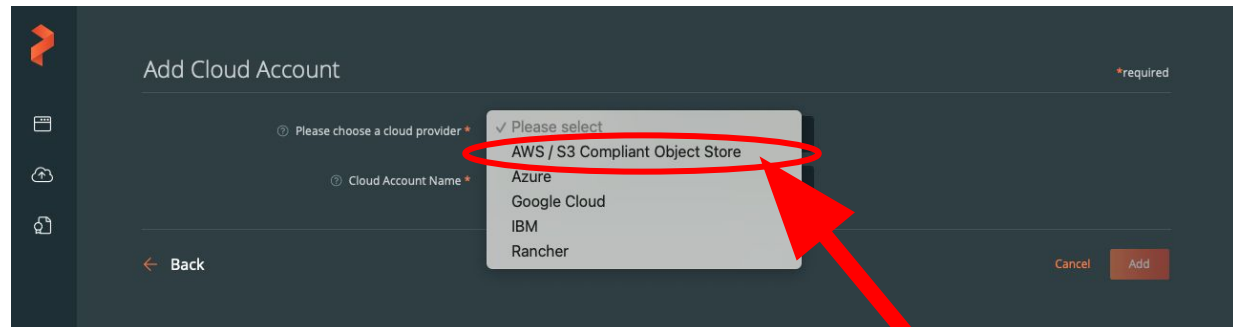 Add Cloud Account
*required
Please choose a cloud provider *
✓ Please select
AWS / S3 Compliant Object Store
Azure
Google Cloud
IBM
Rancher
Cloud Account Name *
← Back
Cancel
Add